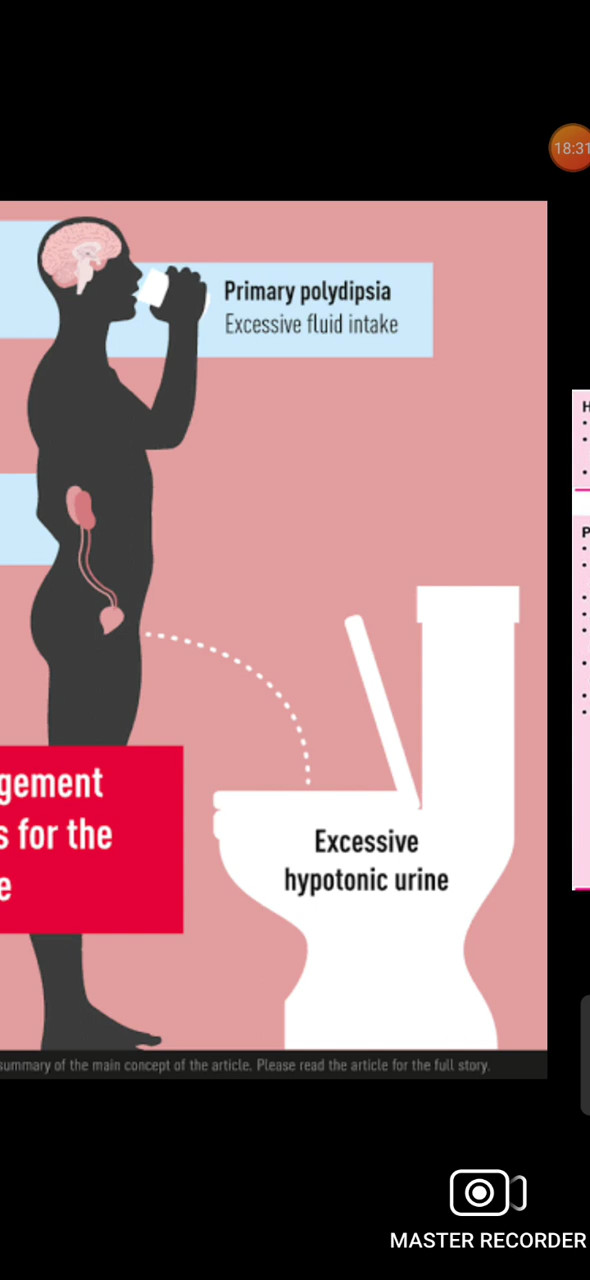 18:31
Primary polydipsia
Excessive fluid intake
H
P
gement
s for the
e
Excessive
hypotonic urine
summary of the main concept of the article. Please read the article for the full story.
MASTER RECORDER